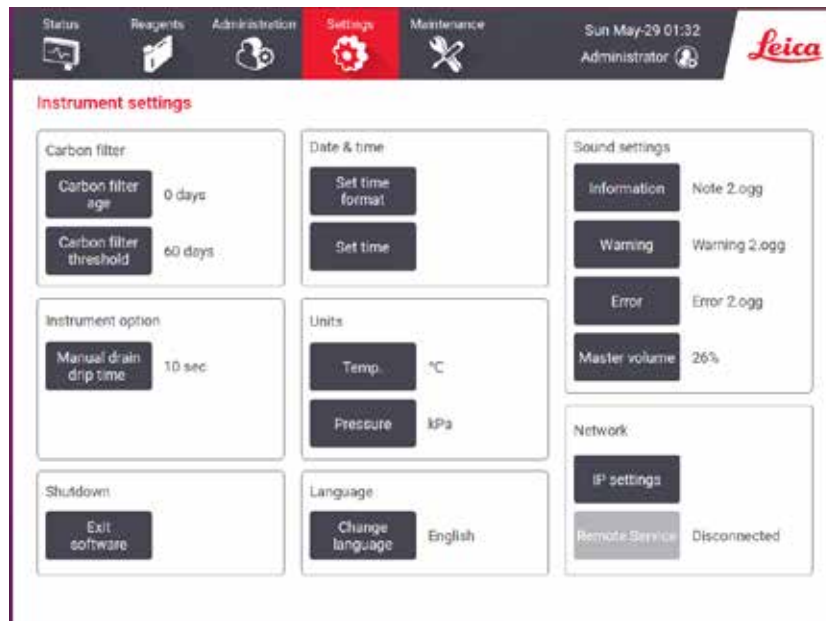 Status Reagents Administration Settings Maintenance
Sun May-29 01:32
Administrator
Leica
Instrument settings
Carbon filter
Carbon filter
age
0 days
Carbon filter
threshold
60 days
Date & time
Set time
format
Set time
Sound settings
Information
Note 2.ogg
Warning
Warning 2.ogg
Error
Error 2.ogg
Master volume
26%
Instrument option
Manual drain
drip time
10 sec
Units
Temp.
°C
Pressure
kPa
Network
IP settings
Remote Service
Disconnected
Shutdown
Exit
software
Language
Change
language
English